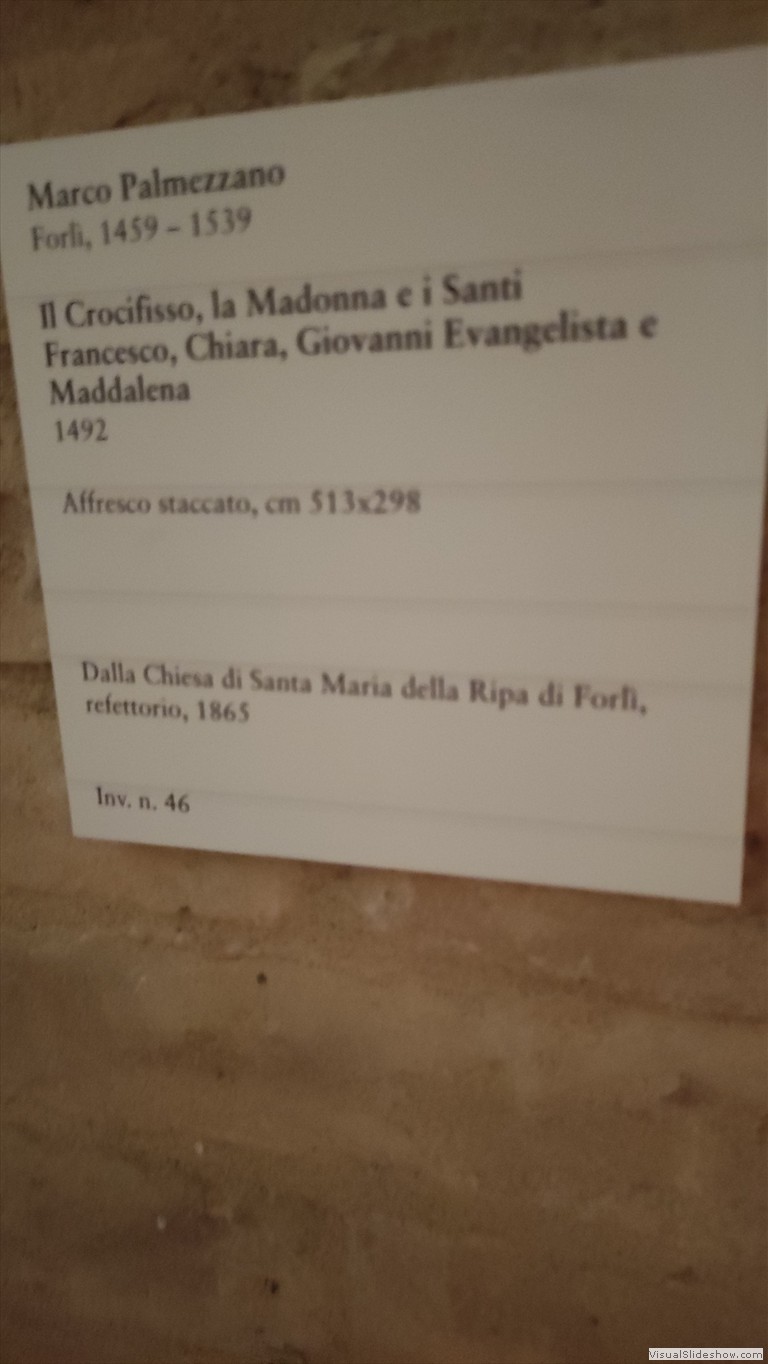 Marco Palmezzano
Forlì, 1459 – 1539
Il Crocifisso, la Madonna e i Santi
Francesco, Chiara, Giovanni Evangelista e
Maddalena
1492
Affresco staccato, cm 513x298
Dalla Chiesa di Santa Maria della Ripa di Forlì,
refettorio, 1865
Inv. n. 46
VisualSlideshow.com